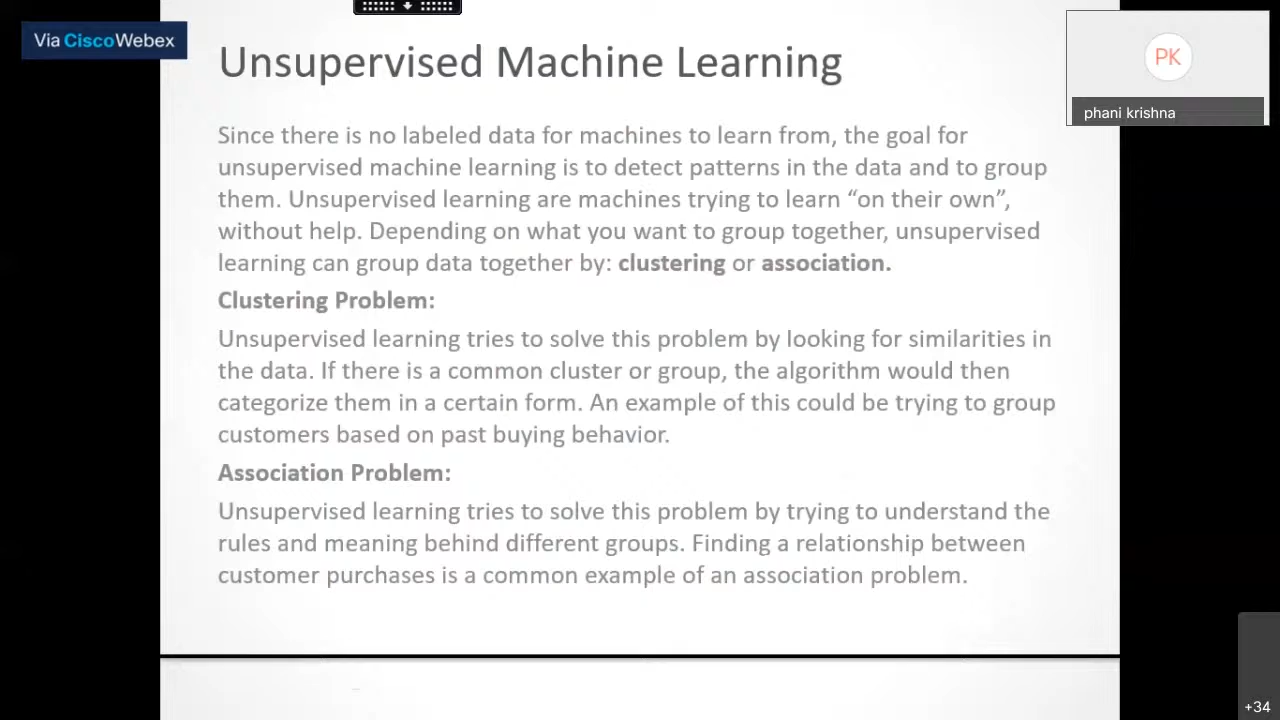 Via CiscoWebex
Unsupervised Machine Learning
PK
phani krishna
Since there is no labeled data for machines to learn from, the goal for
unsupervised machine learning is to detect patterns in the data and to group
them. Unsupervised learning are machines trying to learn “on their own”,
without help. Depending on what you want to group together, unsupervised
learning can group data together by: clustering or association.
Clustering Problem:
Unsupervised learning tries to solve this problem by looking for similarities in
the data. If there is a common cluster or group, the algorithm would then
categorize them in a certain form. An example of this could be trying to group
customers based on past buying behavior.
Association Problem:
Unsupervised learning tries to solve this problem by trying to understand the
rules and meaning behind different groups. Finding a relationship between
customer purchases is a common example of an association problem.
+34